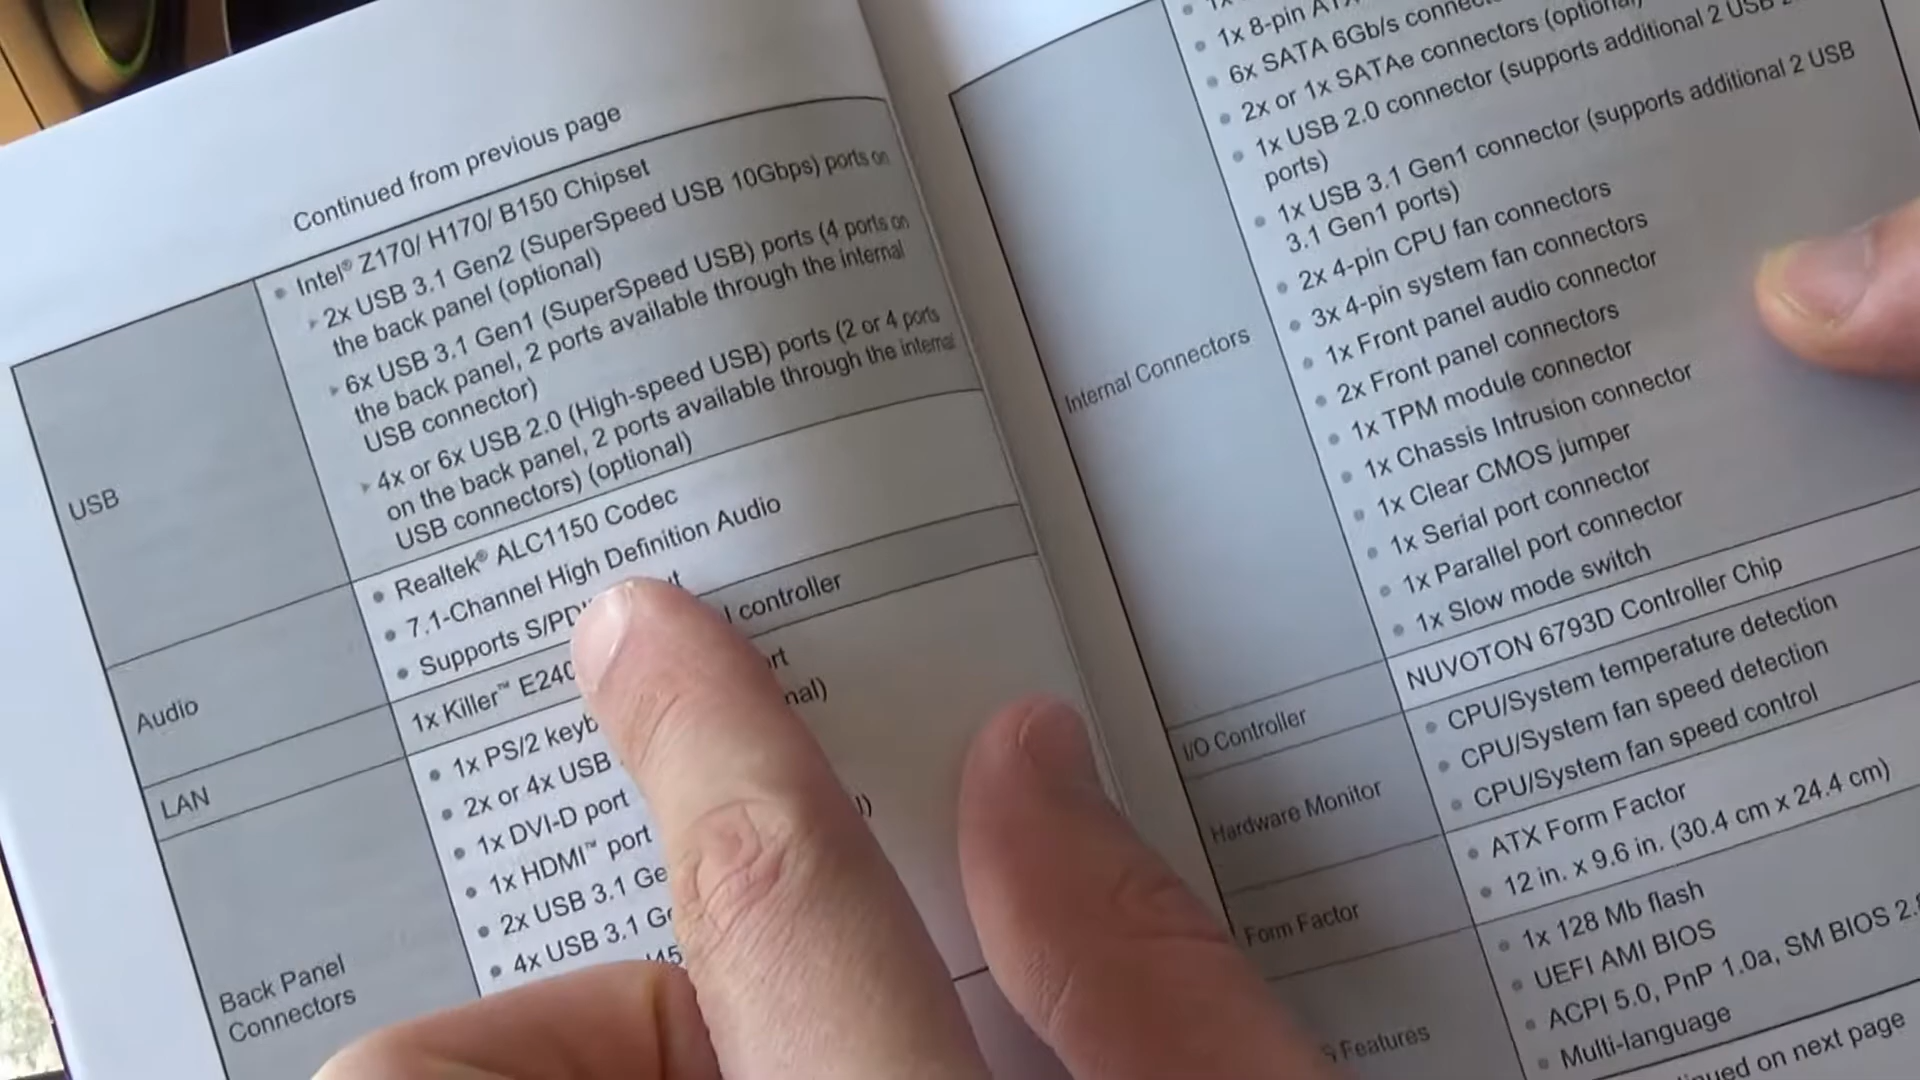 Continued from previous page
USB
Intel® Z170/ H170/ B150 Chipset
2x USB 3.1 Gen2 (SuperSpeed USB 10Gbps) ports on
the back panel (optional)
6x USB 3.1 Gen1 (SuperSpeed USB) ports (4 ports on
the back panel, 2 ports available through the internal
USB connector)
4x or 6x USB 2.0 (High-speed USB) ports (2 or 4 ports
on the back panel, 2 ports available through the internal
USB connectors) (optional)
Audio
Realtek® ALC1150 Codec
7.1-Channel High Definition Audio
Supports
LAN
1x Killer™ controller
Back Panel
Connectors
1x PS/2
2x or 4x USB
1x DVI-D port
1x HDMI™ port
2x USB 3.1
4x USB 3.1
Internal Connectors
1x 8-pin
6x SATA 6Gb/s
2x or 1x SATAe connectors (optional)
1x USB 2.0 connector (supports additional 2 USB
ports)
1x USB 3.1 Gen1 connector (supports additional 2 USB
3.1 Gen1 ports)
2x 4-pin CPU fan connectors
3x 4-pin system fan connectors
1x Front panel audio connector
2x Front panel connectors
1x TPM module connector
1x Chassis Intrusion connector
1x Clear CMOS jumper
1x Serial port connector
1x Parallel port connector
1x Slow mode switch
I/O Controller
NUVOTON 6793D Controller Chip
Hardware Monitor
CPU/System temperature detection
CPU/System fan speed detection
CPU/System fan speed control
Form Factor
ATX Form Factor
12 in. x 9.6 in. (30.4 cm x 24.4 cm)
Features
1x 128 Mb flash
UEFI AMI BIOS
ACPI 5.0, PnP 1.0a, SM BIOS
Multi-language
on next page